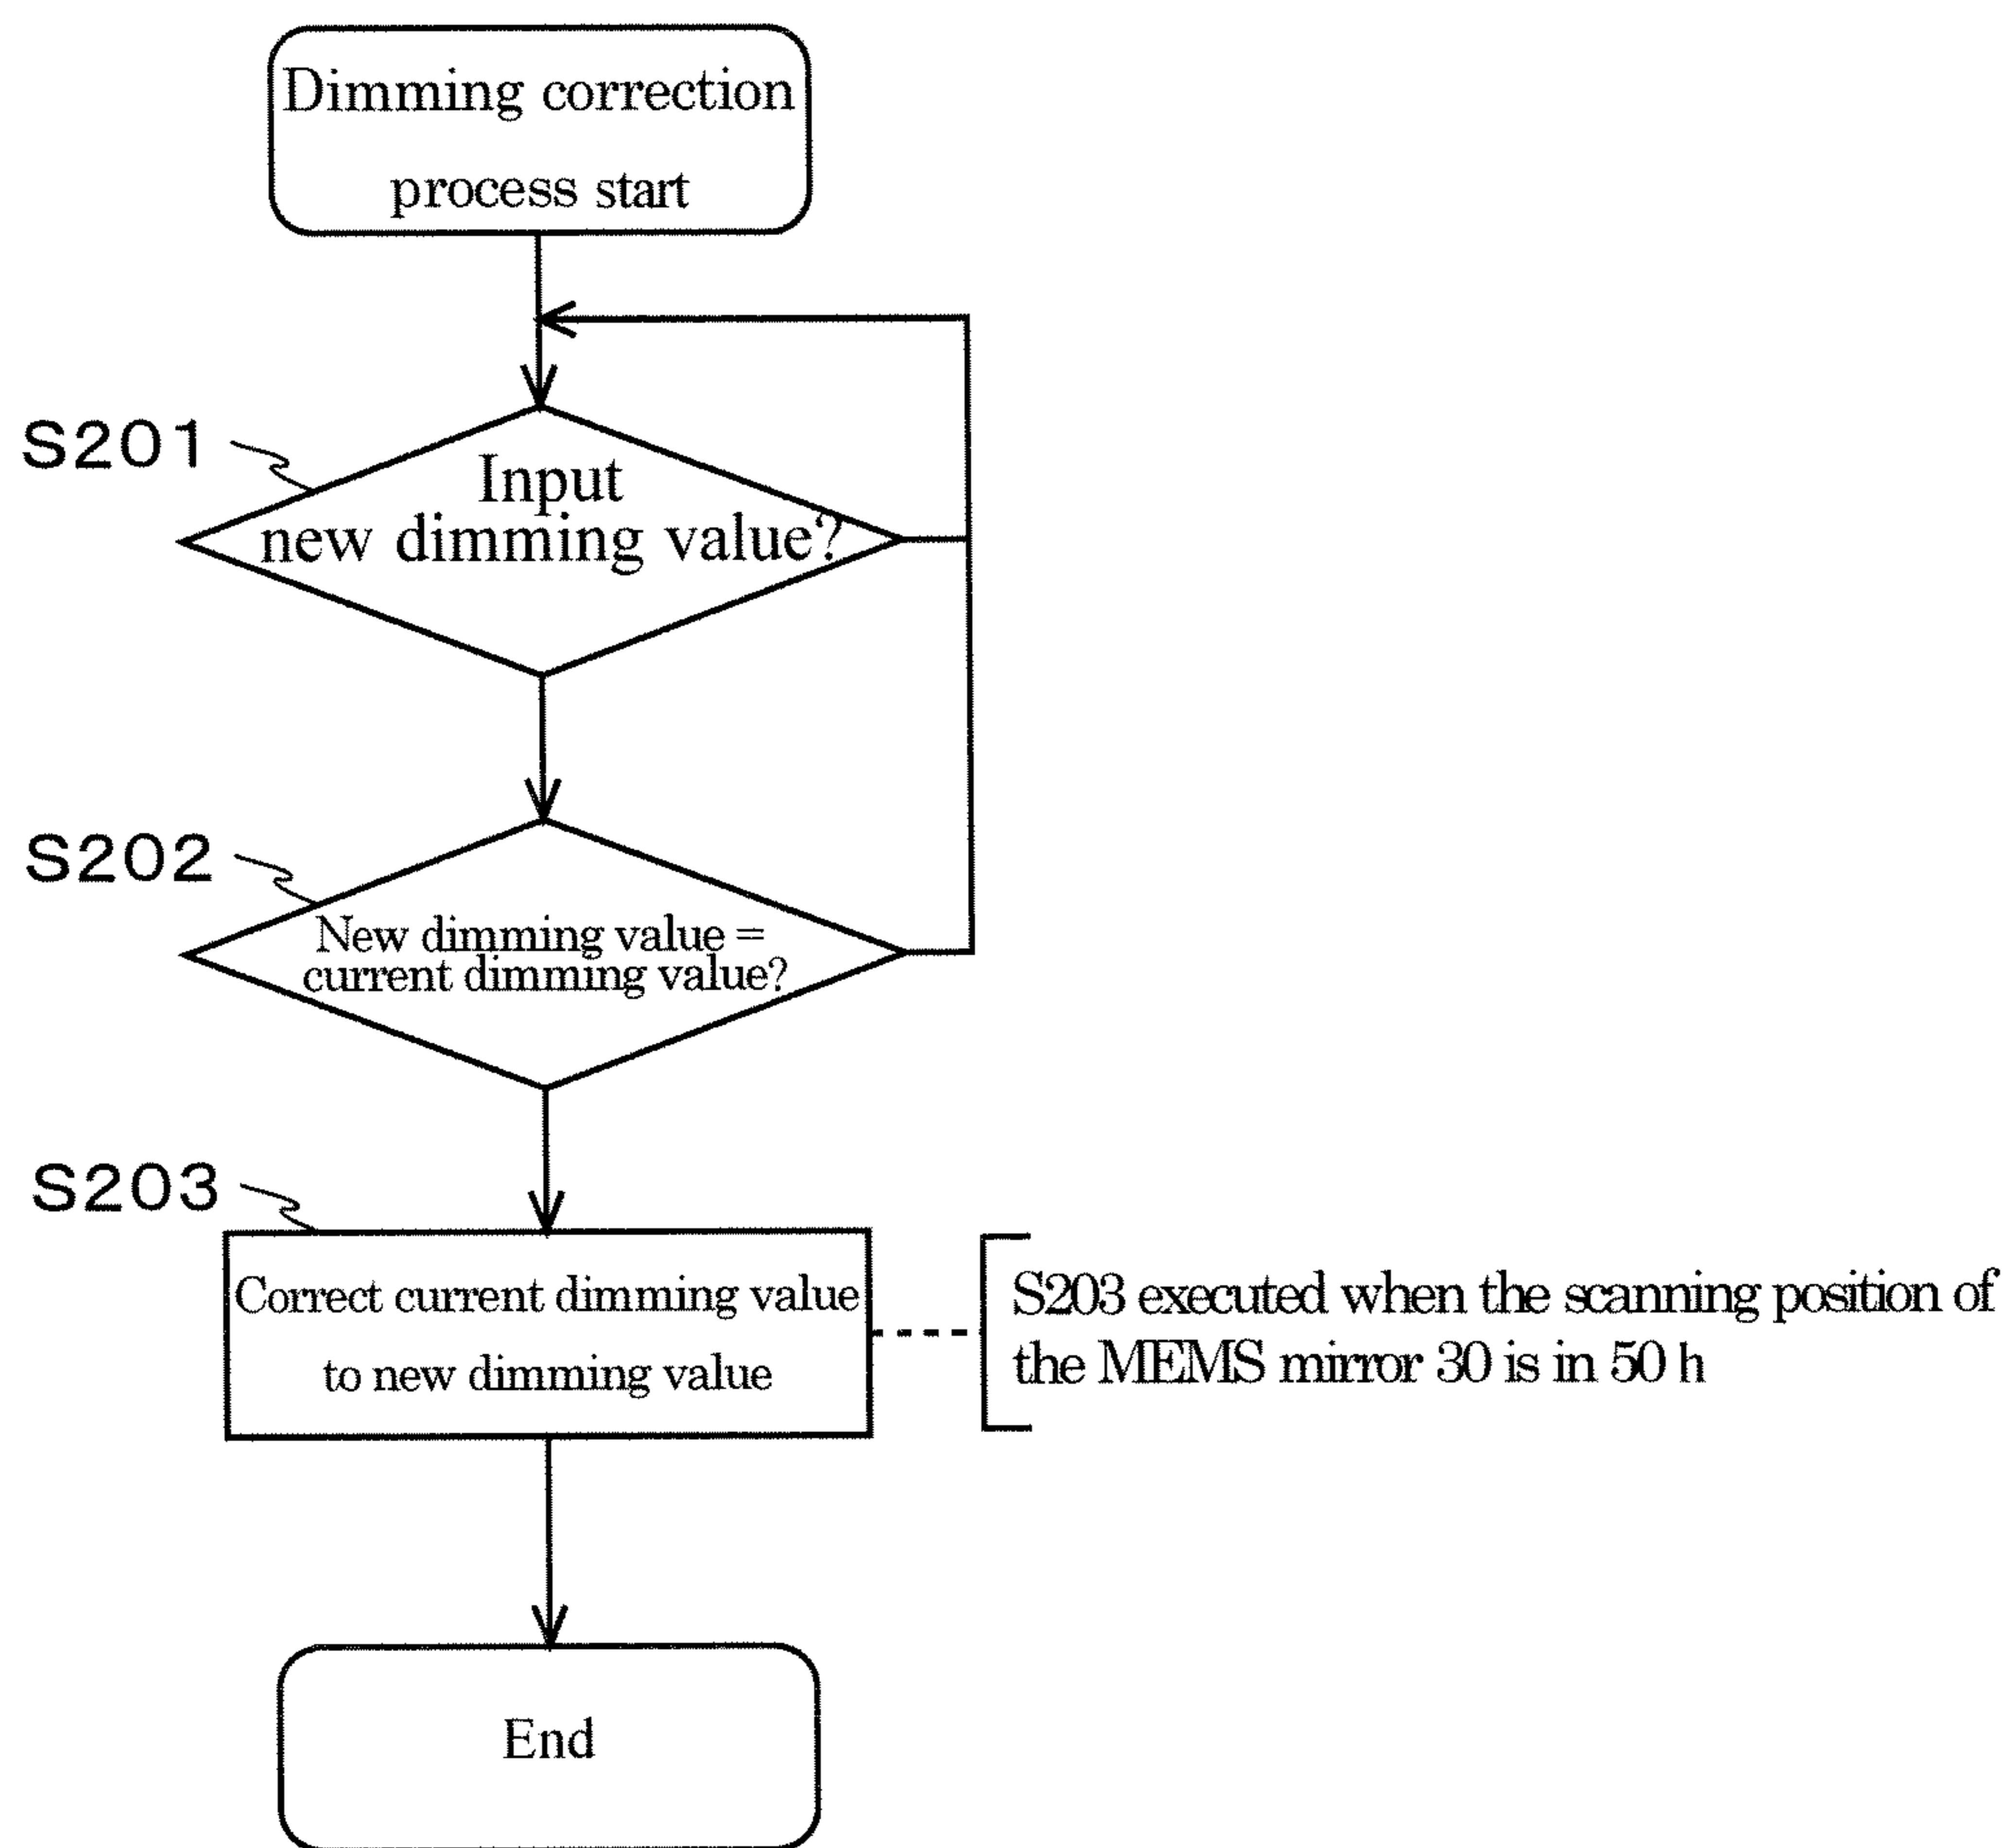 Dimming correction
process start
S201
Input
new dimming value?
S202
New dimming value =
current dimming value?
S203
Correct current dimming value
to new dimming value
S203 executed when the scanning position of
the MEMS mirror 30 is in 50 h
End